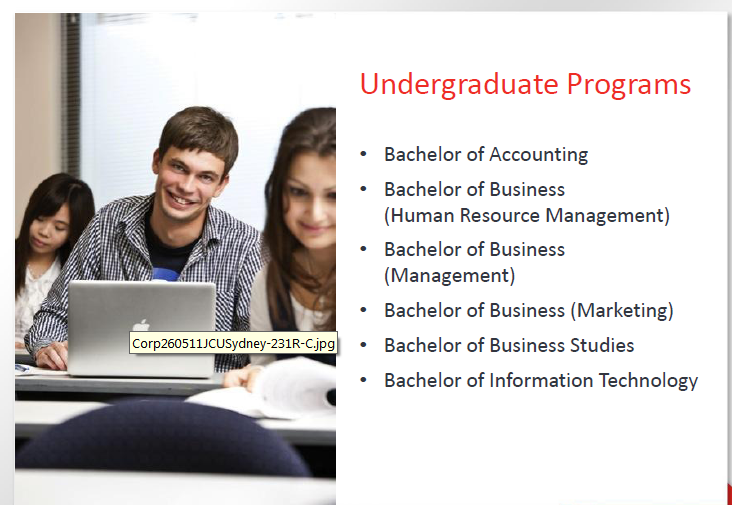 Undergraduate Programs
• Bachelor of Accounting
• Bachelor of Business
(Human Resource Management)
• Bachelor of Business
(Management)
• Bachelor of Business (Marketing)
• Bachelor of Business Studies
• Bachelor of Information Technology
Corp260511JCUSydney-231R-C.jpg